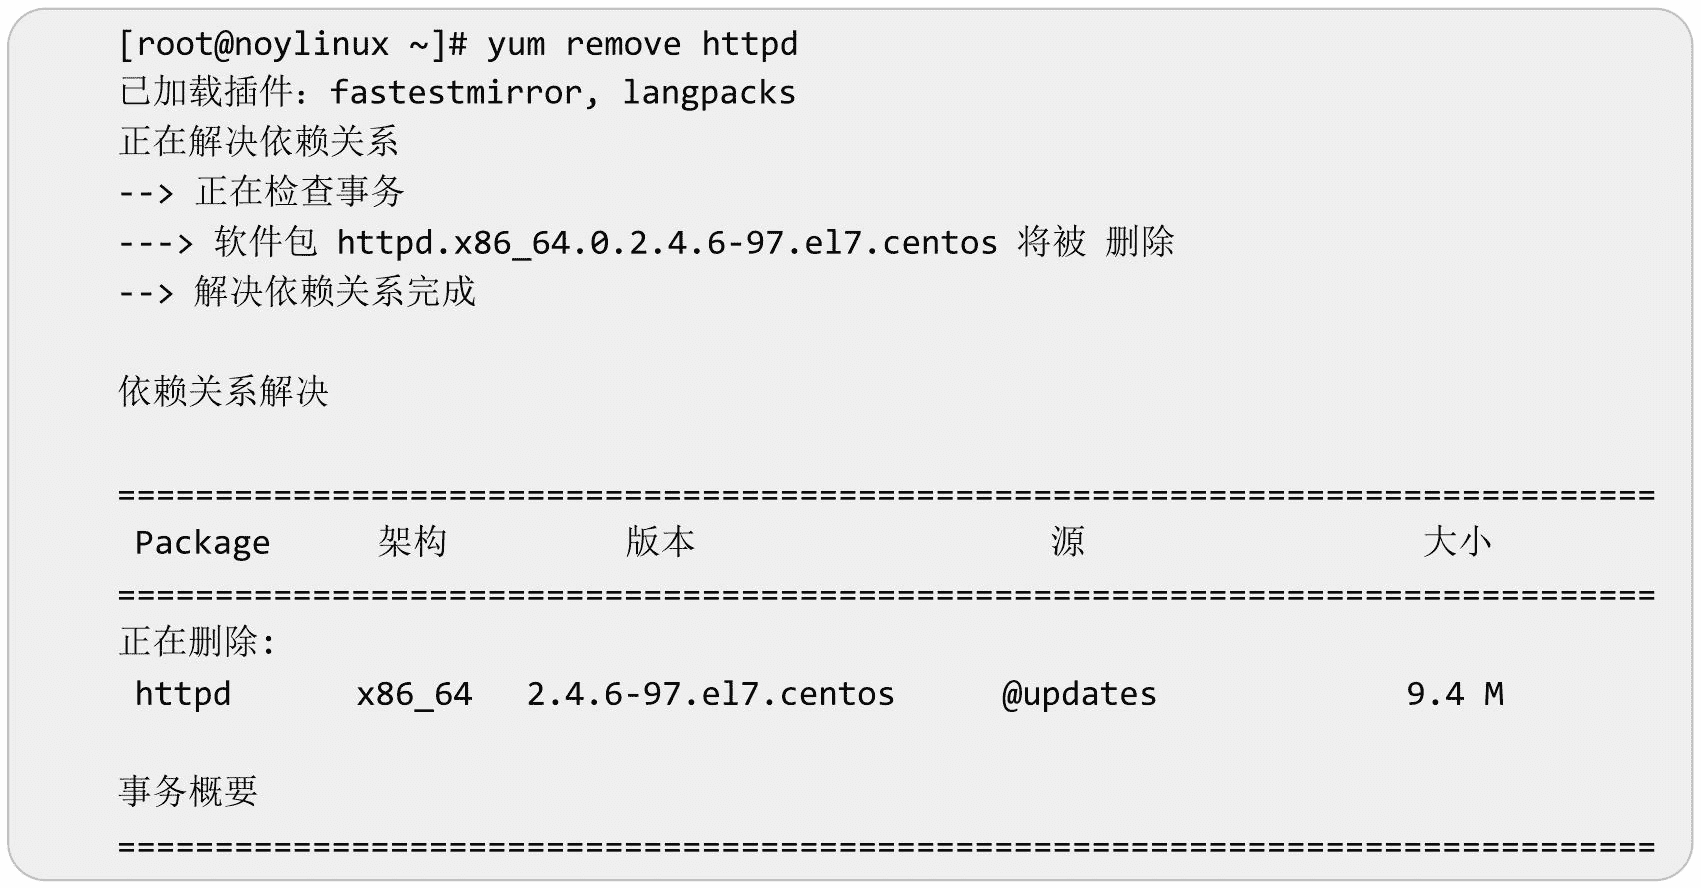 [root@noylinux ~]# yum remove httpd
已加载插件：fastestmirror, langpacks
正在解决依赖关系
--> 正在检查事务
---> 软件包 httpd.x86_64.0.2.4.6-97.el7.centos 将被 删除
--> 解决依赖关系完成
依赖关系解决
===============================================================================
Package 架构 版本 源 大小
===============================================================================
正在删除:
httpd x86_64 2.4.6-97.el7.centos @updates 9.4 M
事务概要
===============================================================================